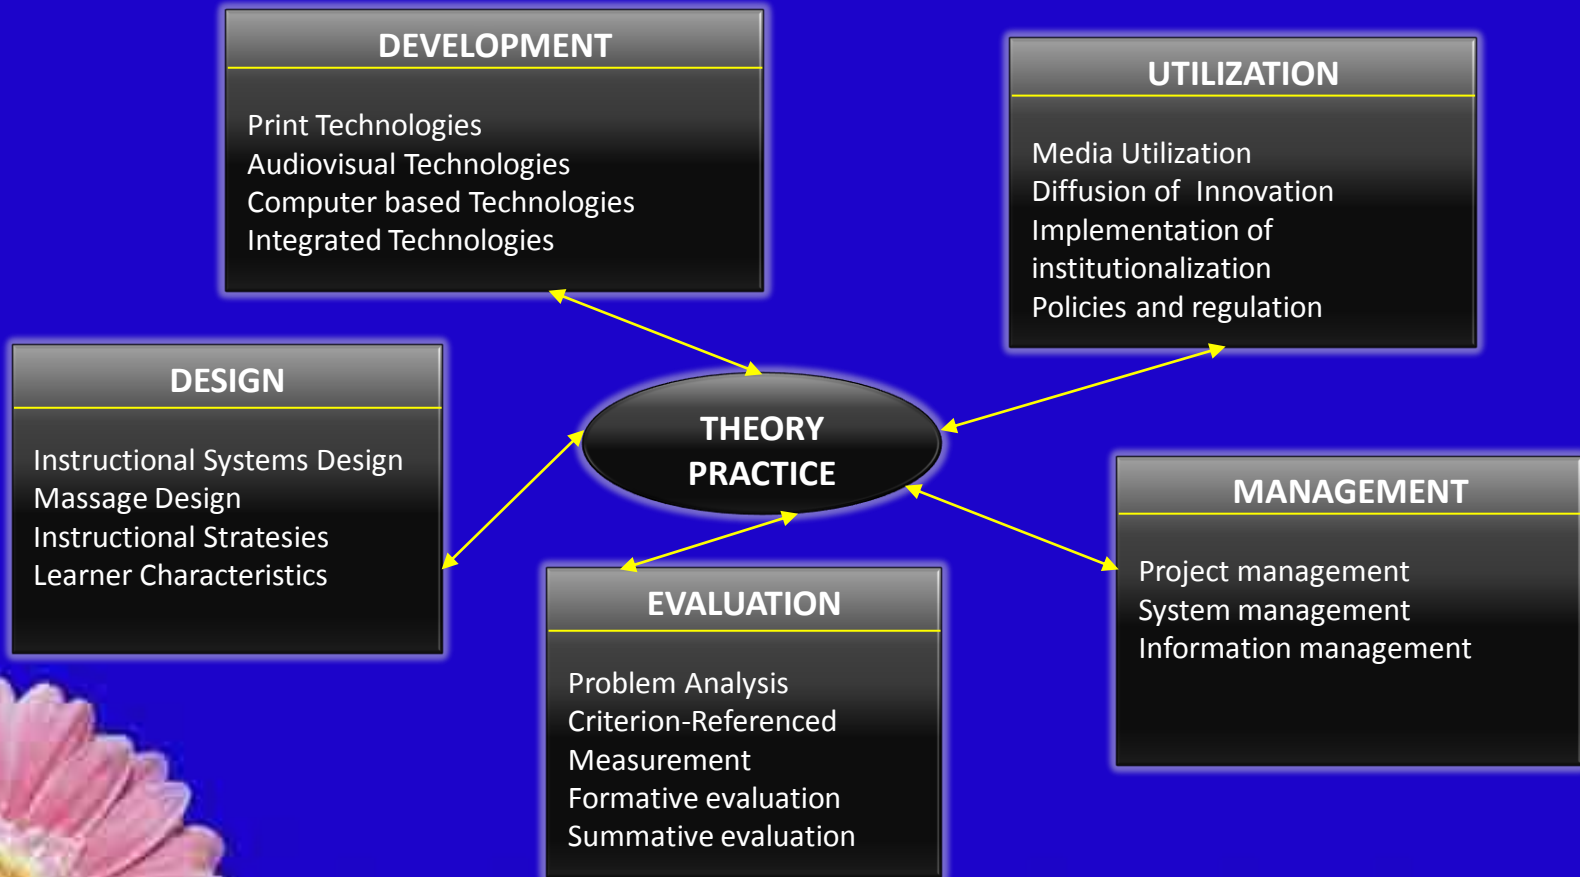 DEVELOPMENT
Print Technologies
Audiovisual Technologies
Computer based Technologies
Integrated Technologies
UTILIZATION
Media Utilization
Diffusion of  Innovation
Implementation of
institutionalization
Policies and regulation
DESIGN
Instructional Systems Design
Massage Design
Instructional Stratesies
Learner Characteristics
THEORY
PRACTICE
MANAGEMENT
Project management
System management
Information management
EVALUATION
Problem Analysis
Criterion-Referenced
Measurement
Formative evaluation
Summative evaluation